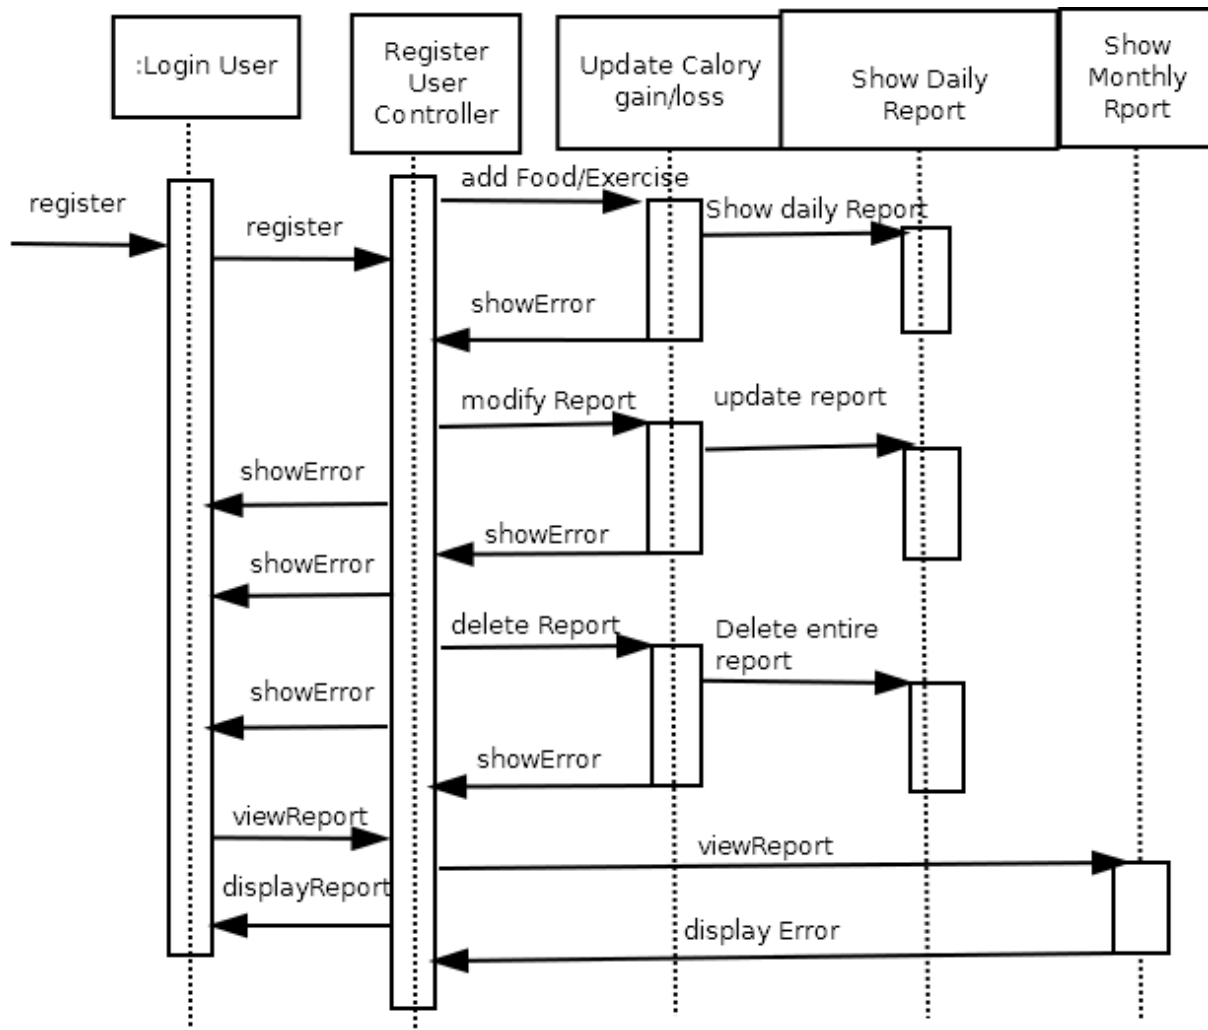 :Login User
Register
User
Controller
Update Calory
gain/loss
Show Daily
Report
Show
Monthly
Rport
register
register
add Food/Exercise
Show daily Report
showError
modify Report
update report
showError
showError
showError
delete Report
Delete entire
report
showError
showError
viewReport
viewReport
displayReport
display Error